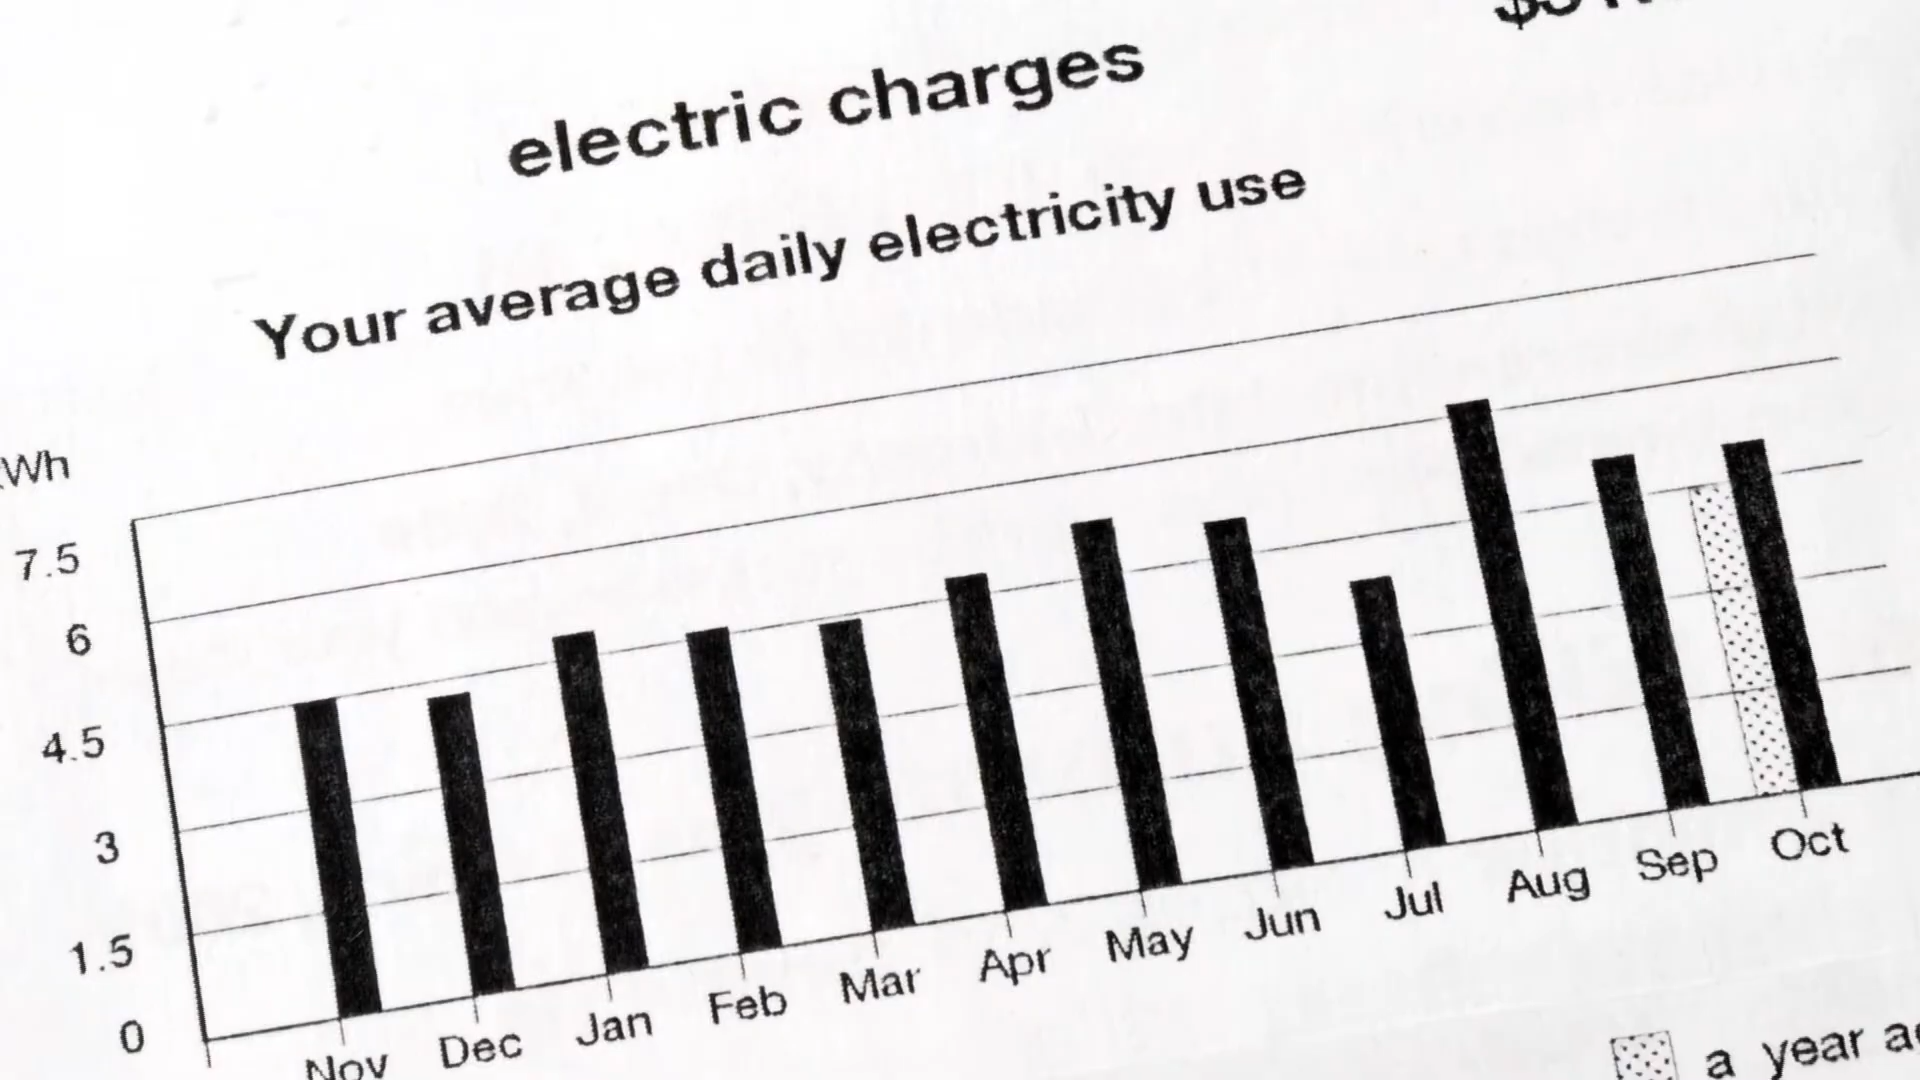 electric charges
Your average daily electricity use
Wh
7.5
6
4.5
3
1.5
0
Nov Dec Jan Feb Mar Apr May Jun Jul Aug Sep Oct
a year